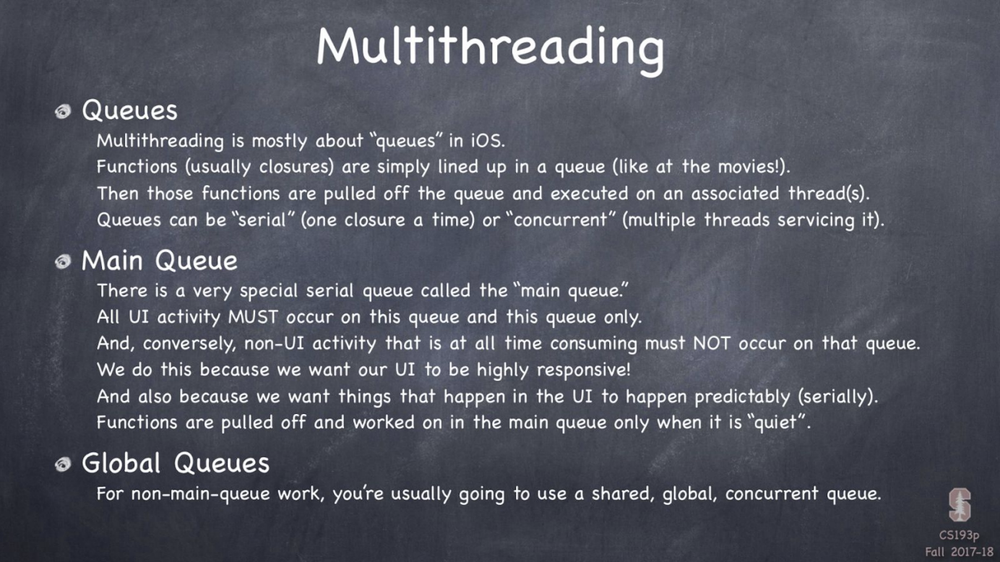 Multithreading
Queues
Multithreading is mostly about “queues” in iOS.
Functions (usually closures) are simply lined up in a queue (like at the movies!).
Then those functions are pulled off the queue and executed on an associated thread(s).
Queues can be “serial” (one closure a time) or “concurrent” (multiple threads servicing it).
Main Queue
There is a very special serial queue called the “main queue.”
All UI activity MUST occur on this queue and this queue only.
And, conversely, non-UI activity that is at all time consuming must NOT occur on that queue.
We do this because we want our UI to be highly responsive!
And also because we want things that happen in the UI to happen predictably (serially).
Functions are pulled off and worked on in the main queue only when it is “quiet”.
Global Queues
For non-main-queue work, you’re usually going to use a shared, global, concurrent queue.
S
CS193p
Fall 2017-18